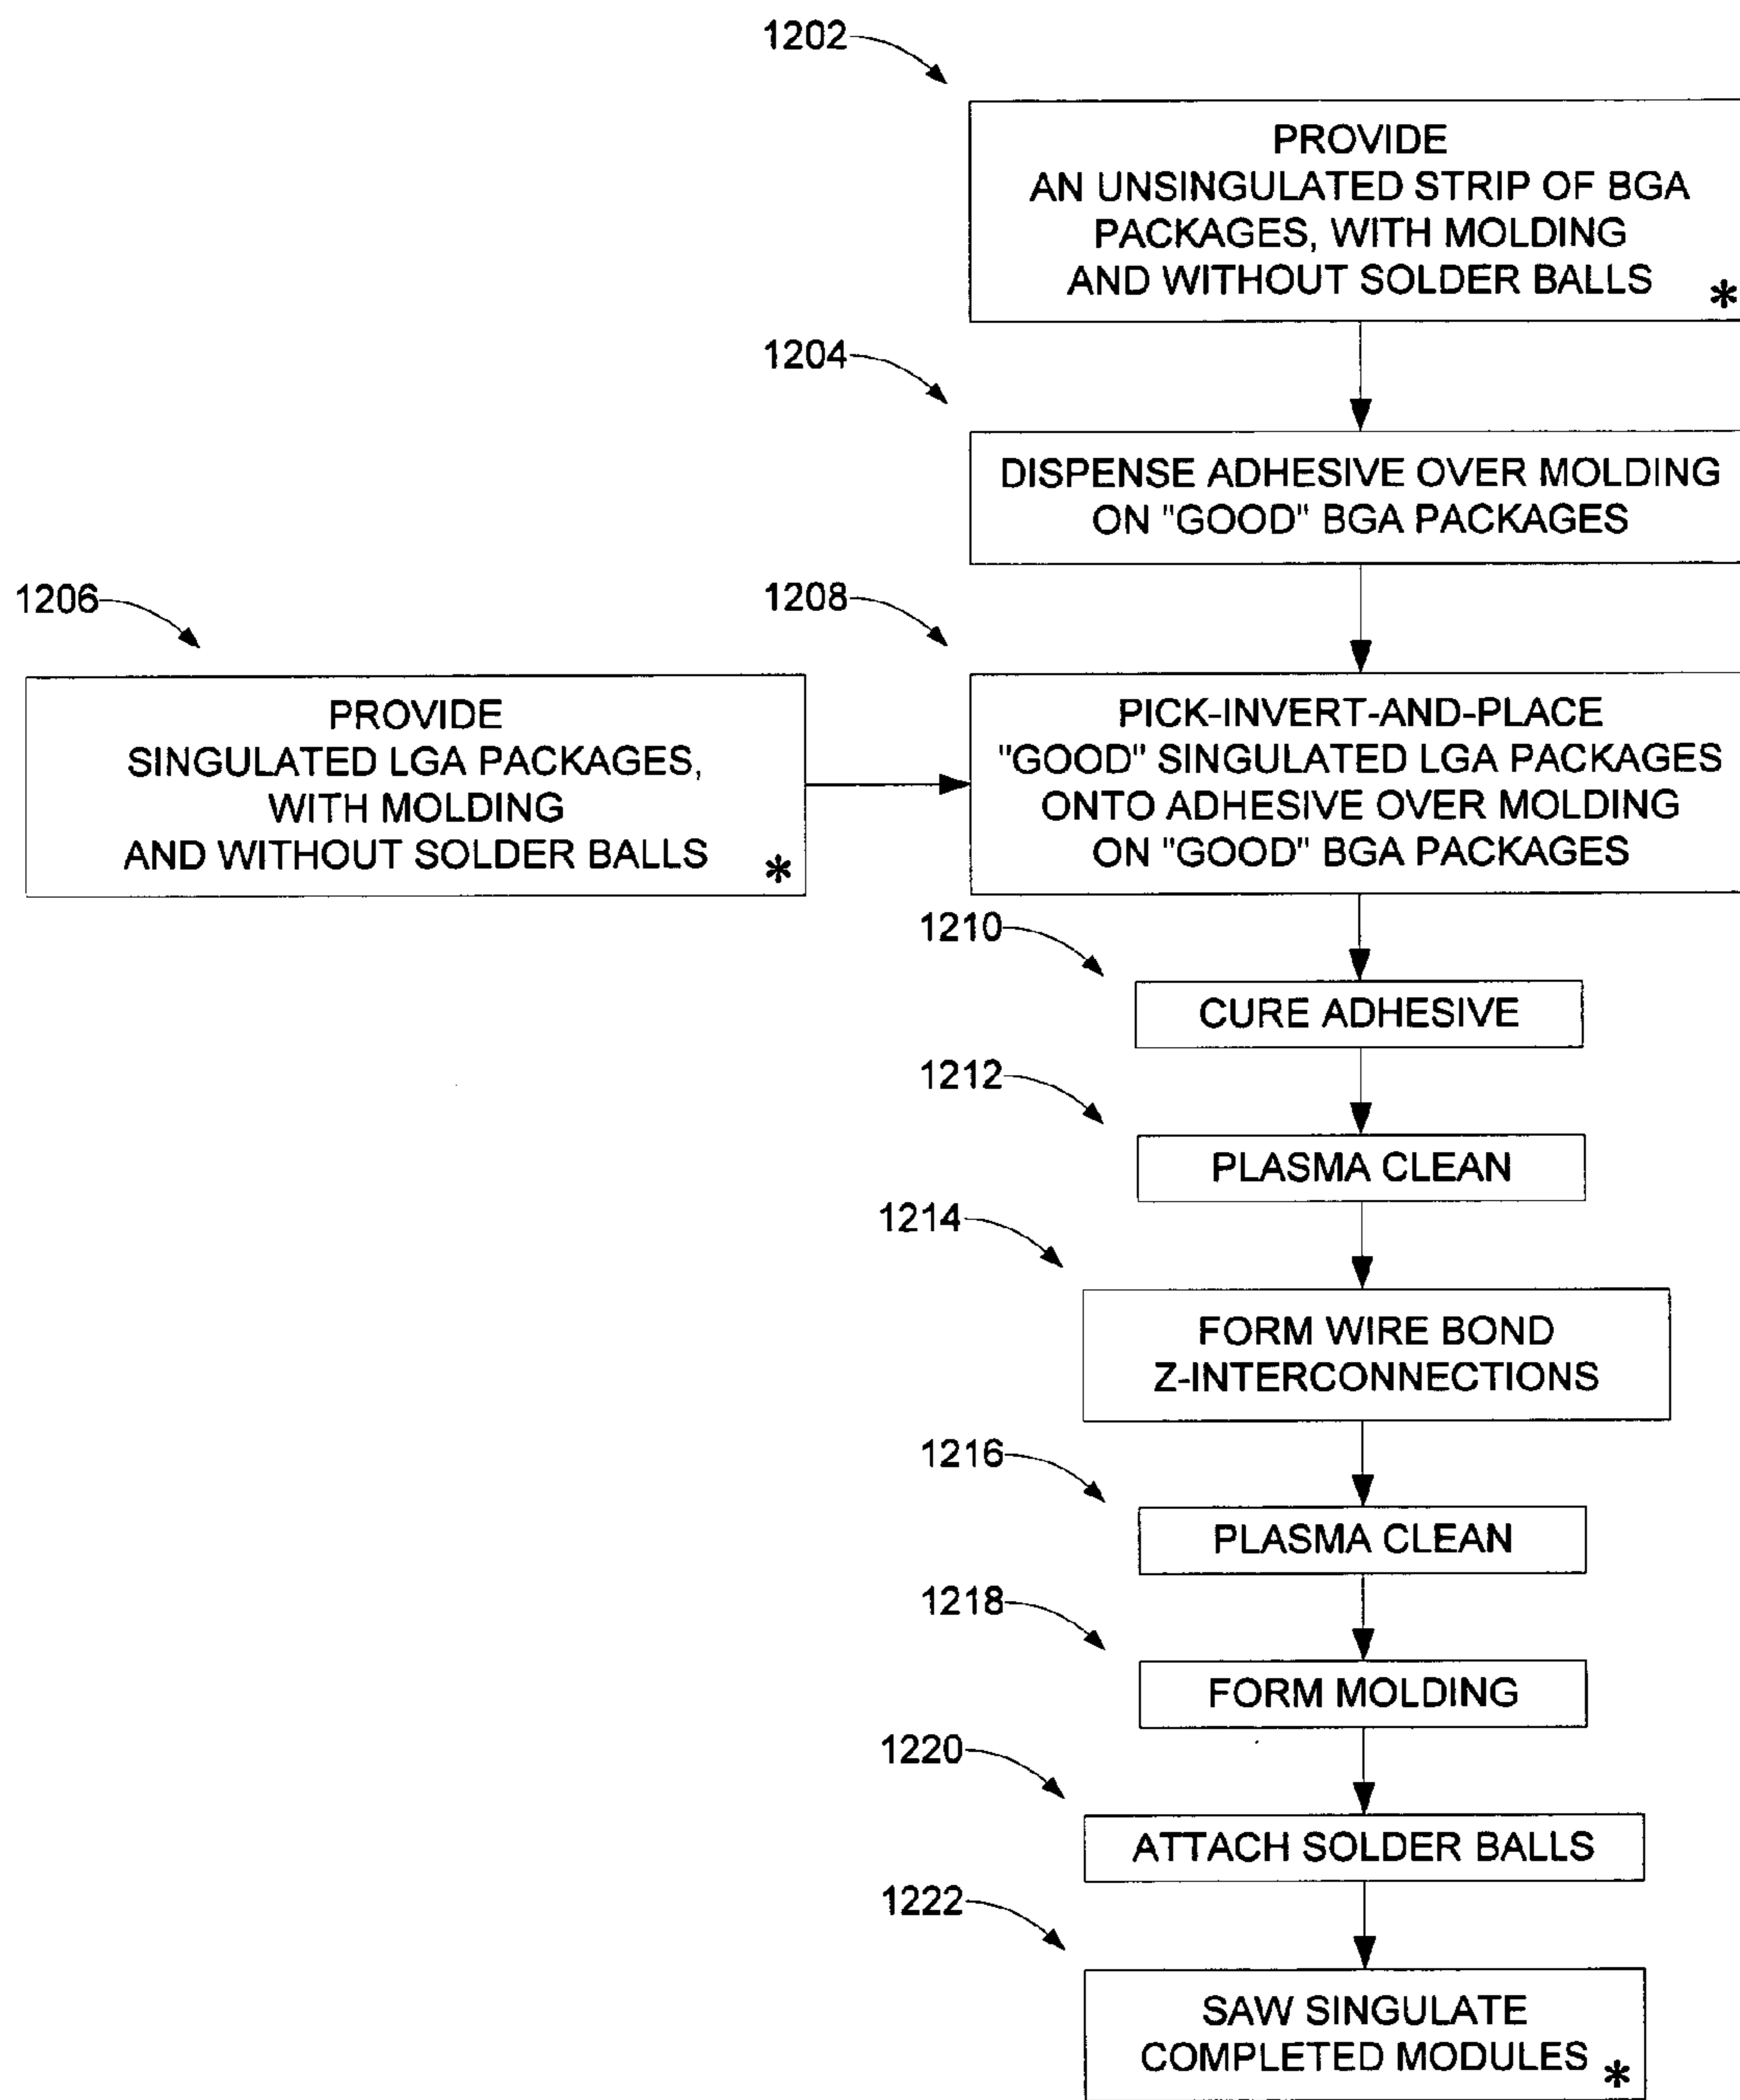 1202
PROVIDE
AN UNSINGULATED STRIP OF BGA
PACKAGES, WITH MOLDING
AND WITHOUT SOLDER BALLS *
1204
DISPENSE ADHESIVE OVER MOLDING
ON "GOOD" BGA PACKAGES
1206
PROVIDE
SINGULATED LGA PACKAGES,
WITH MOLDING
AND WITHOUT SOLDER BALLS *
1208
PICK-INVERT-AND-PLACE
"GOOD" SINGULATED LGA PACKAGES
ONTO ADHESIVE OVER MOLDING
ON "GOOD" BGA PACKAGES
1210
CURE ADHESIVE
1212
PLASMA CLEAN
1214
FORM WIRE BOND
Z-INTERCONNECTIONS
1216
PLASMA CLEAN
1218
FORM MOLDING
1220
ATTACH SOLDER BALLS
1222
SAW SINGULATE
COMPLETED MODULES *